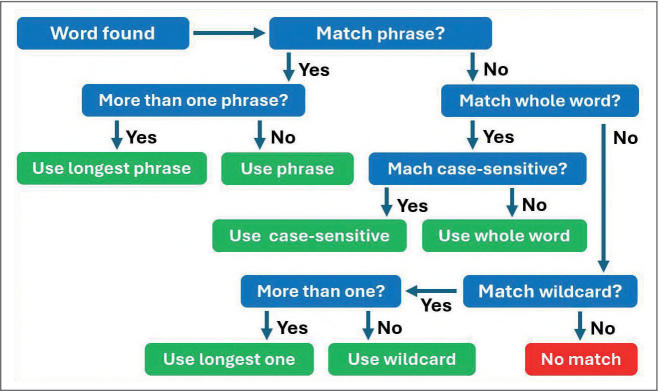 Word found
Match phrase?
Yes
No
More than one phrase?
Match whole word?
Yes
No
Yes
No
Use longest phrase
Use phrase
Mach case-sensitive?
Yes
No
Use case-sensitive
Use whole word
More than one?
Yes
Match wildcard?
Yes
No
No
Use longest one
Use wildcard
No match